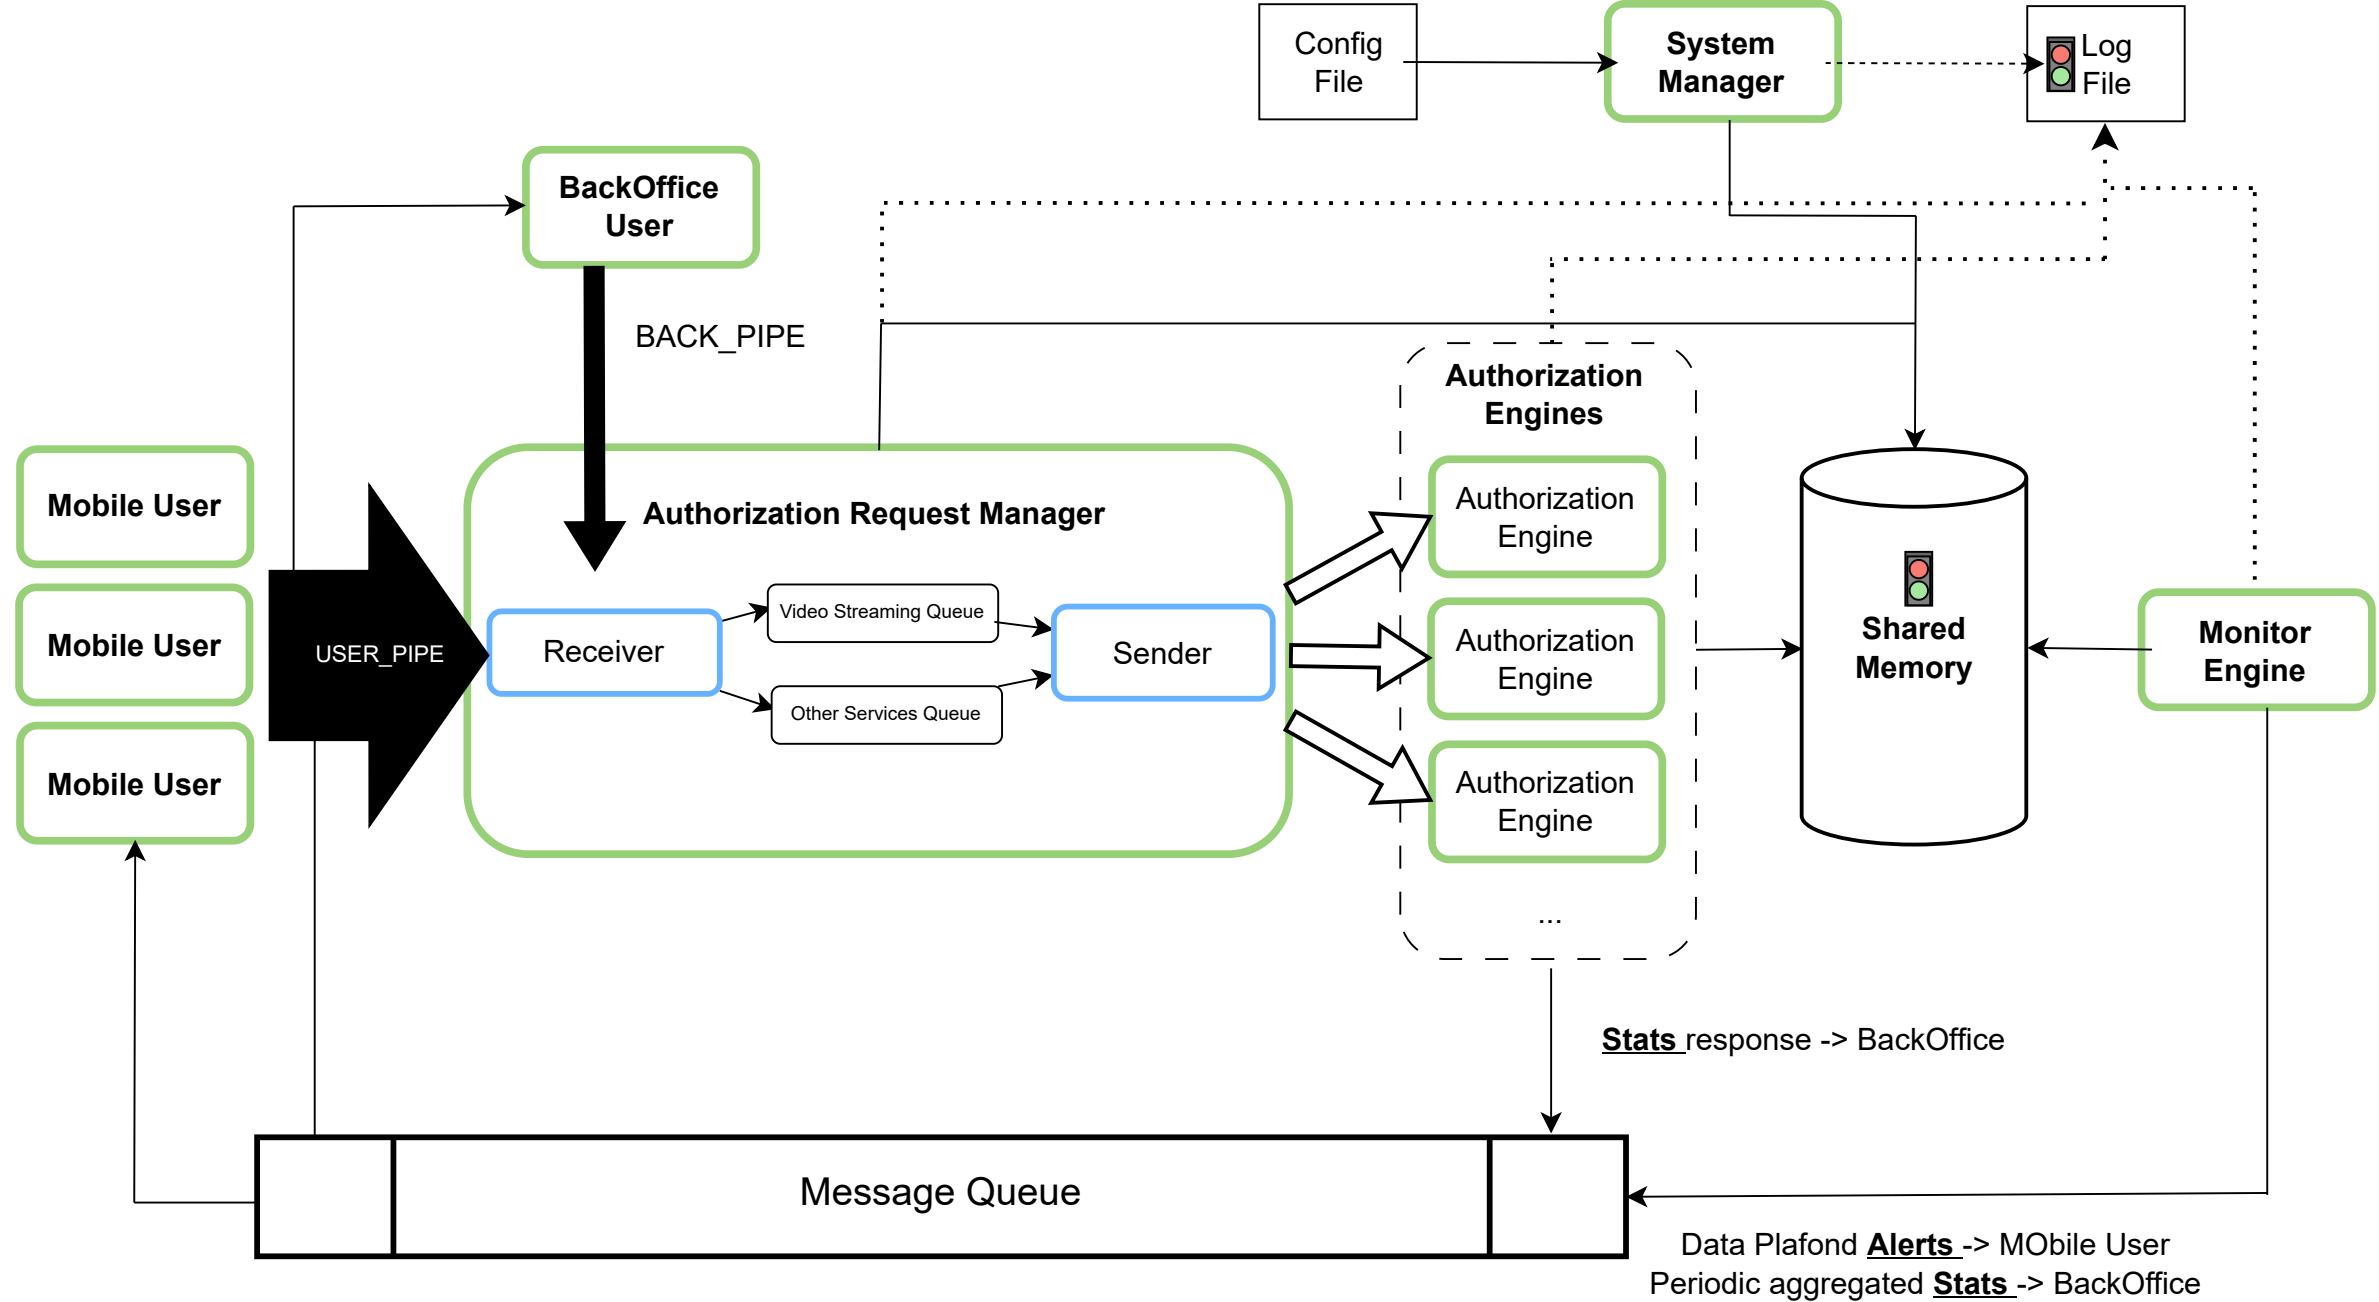 Config
File
System
Manager
Log
File
BackOffice
User
BACK_PIPE
Authorization
Engines
Mobile User
Mobile User
Mobile User
USER_PIPE
Authorization Request Manager
Receiver
Video Streaming Queue
Other Services Queue
Sender
Authorization
Engine
Authorization
Engine
Authorization
Engine
...
Shared
Memory
Monitor
Engine
Stats response -> BackOffice
Message Queue
Data Plafond Alerts -> MObile User
Periodic aggregated Stats -> BackOffice